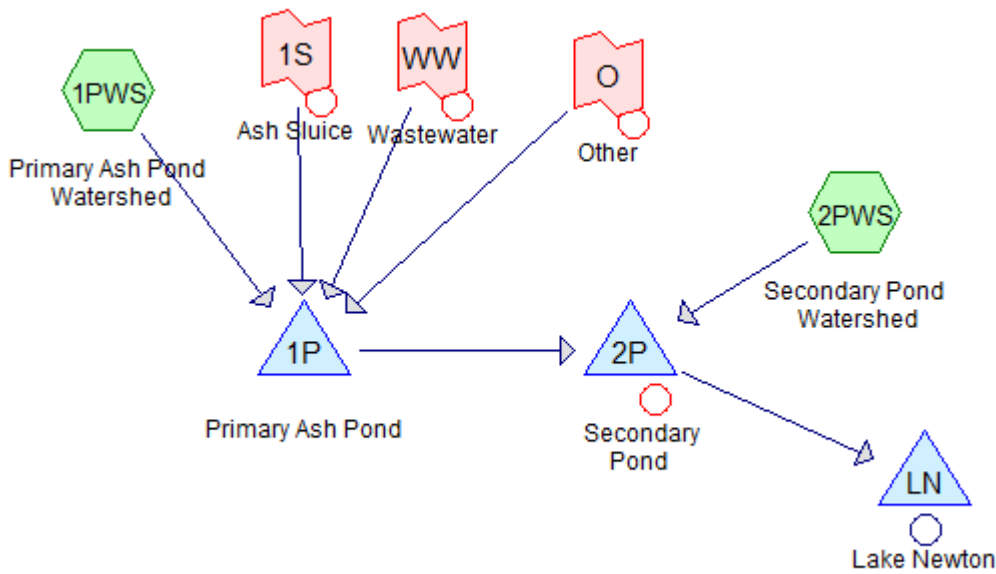 1PWS
Primary Ash Pond
Watershed
1S
Ash Sluice
WW
Wastewater
O
Other
2PWS
Secondary Pond
Watershed
1P
Primary Ash Pond
2P
Secondary
Pond
LN
Lake Newton